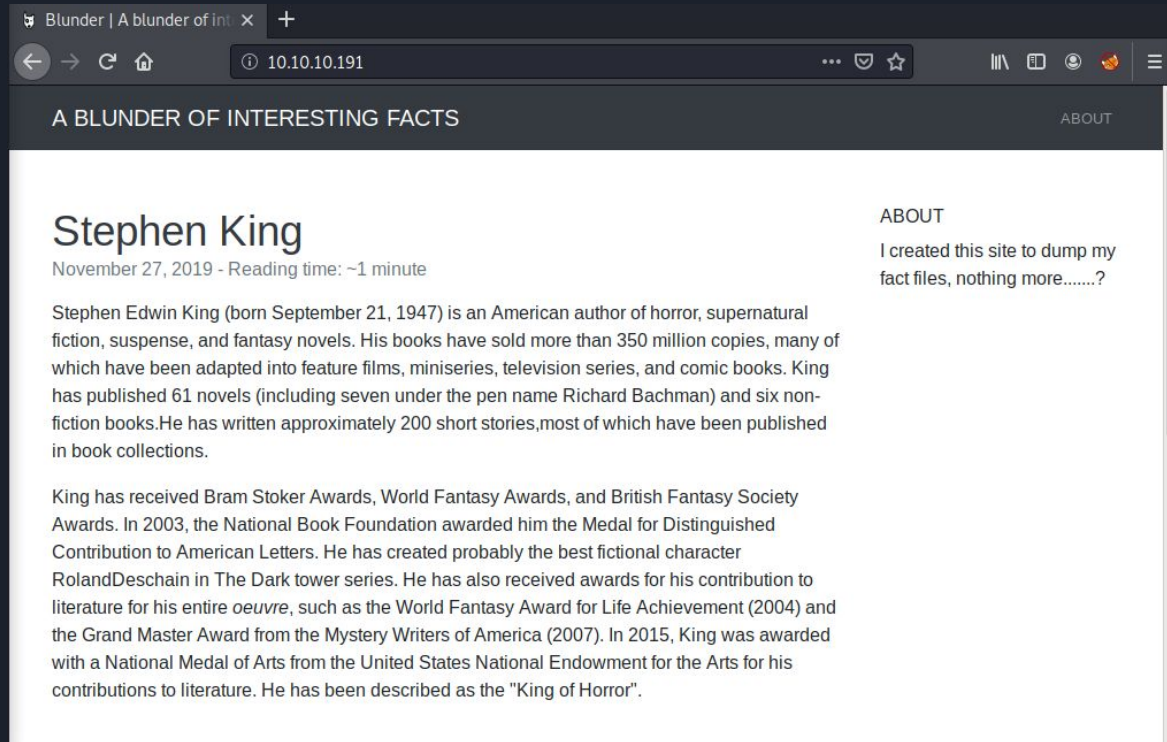 Blunder | A blunder of int
10.10.10.191
A BLUNDER OF INTERESTING FACTS
ABOUT
Stephen King
November 27, 2019 - Reading time: ~1 minute
Stephen Edwin King (born September 21, 1947) is an American author of horror, supernatural
fiction, suspense, and fantasy novels. His books have sold more than 350 million copies, many of
which have been adapted into feature films, miniseries, television series, and comic books. King
has published 61 novels (including seven under the pen name Richard Bachman) and six non-
fiction books.He has written approximately 200 short stories,most of which have been published
in book collections.
King has received Bram Stoker Awards, World Fantasy Awards, and British Fantasy Society
Awards. In 2003, the National Book Foundation awarded him the Medal for Distinguished
Contribution to American Letters. He has created probably the best fictional character
RolandDeschain in The Dark tower series. He has also received awards for his contribution to
literature for his entire oeuvre, such as the World Fantasy Award for Life Achievement (2004) and
the Grand Master Award from the Mystery Writers of America (2007). In 2015, King was awarded
with a National Medal of Arts from the United States National Endowment for the Arts for his
contributions to literature. He has been described as the "King of Horror".
ABOUT
I created this site to dump my
fact files, nothing more.......?